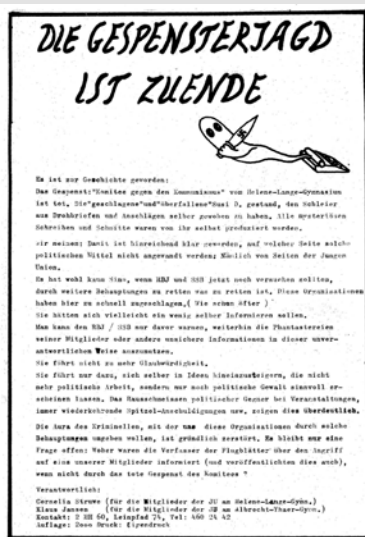 DIE GESPENSTERJAGD
IST ZUENDE
Es ist zur Geschichte geworden:
Das Gespenst:"Komitee gegen den Kommunismus" vom Helene-Lange-Gymnasium
ist tot. Die"geschlagene"und"überfallene"Susi D. gestand, den Schleier
aus Drohbriefen und Anschlägen selber gewoben zu haben. Alle mysteriösen
Schreiben und Schnitte waren von ihr selbst produziert worden.
Wir meinen: Damit ist hinreichend klar geworden, auf welcher Seite solche
politischen Mittel nicht angewandt werden: Nämlich von Seiten der Jungen
Union.
Es hat wohl kaum Sinn, wenn HBJ und SSB jetzt noch versuchen sollten,
durch weitere Behauptungen zu retten was zu retten ist. Diese Organisationen
haben hier zu schnell zugeschlagen,( Wie schon öfter )
Sie hätten sich vielleicht ein wenig selber informieren sollen.
Man kann den / SSB nur davor warnen, weiterhin die Phantastereien
seiner Mitglieder oder andere unsichere Informationen in dieser unver-
antwortlichen Weise auszunutzen.
Sie führt nicht zu mehr Glaubwürdigkeit.
Sie führt nur dazu, sich selber in Ideen hineinzusteigern, die nicht
mehr politische Arbeit, sondern nur noch politische Gewalt sinnvoll er-
scheinen lassen. Das Rausschmeissen politischer Gegner bei Veranstaltungen,
immer wiederkehrende Spitzel-Anschuldigungen usw. zeigen dies überdeutlich.
Die Aura des Kriminellen, mit der uns diese Organisationen durch solche
Behauptungen umgeben wollen, ist gründlich zerstört. Es bleibt nur eine
Frage offen: Woher waren die Verfasser der Flugblätter über den Angriff
auf eins unserer Mitglieder informiert (und veröffentlichten dies auch),
wenn nicht durch das tote Gespenst des Komitees "
Verantwortlich:
Cornelia Struwe (für die Mitglieder der JU am Helene-Lange-Gymn.)
Klaus Janssen (für die Mitglieder der am Albrecht-Thaer-Gymn.)
Kontakt: 2 HH 60, Leinpfad 74, Tel: 460 24 42
Auflage: Druck: Eigendruck